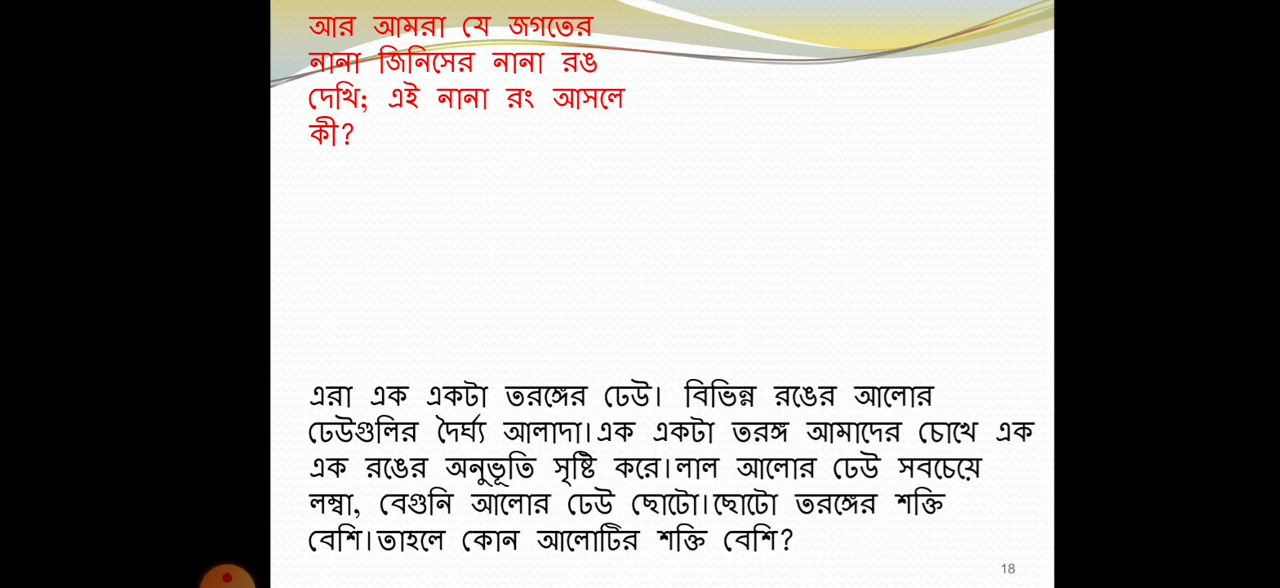 আর আমরা যে জগতের
নানা জিনিসের নানা রঙ
দেখি; এই নানা রং আসলে
কী?
এরা এক একটা তরঙ্গের ঢেউ। বিভিন্ন রঙের আলোর
ঢেউগুলির দৈর্ঘ্য আলাদা।এক একটা তরঙ্গ আমাদের চোখে এক
এক রঙের অনুভূতি সৃষ্টি করে।লাল আলোর ঢেউ সবচেয়ে
লম্বা, বেগুনি আলোর ঢেউ ছোটো।ছোটো তরঙ্গের শক্তি
বেশি।তাহলে কোন আলোটির শক্তি বেশি?
18